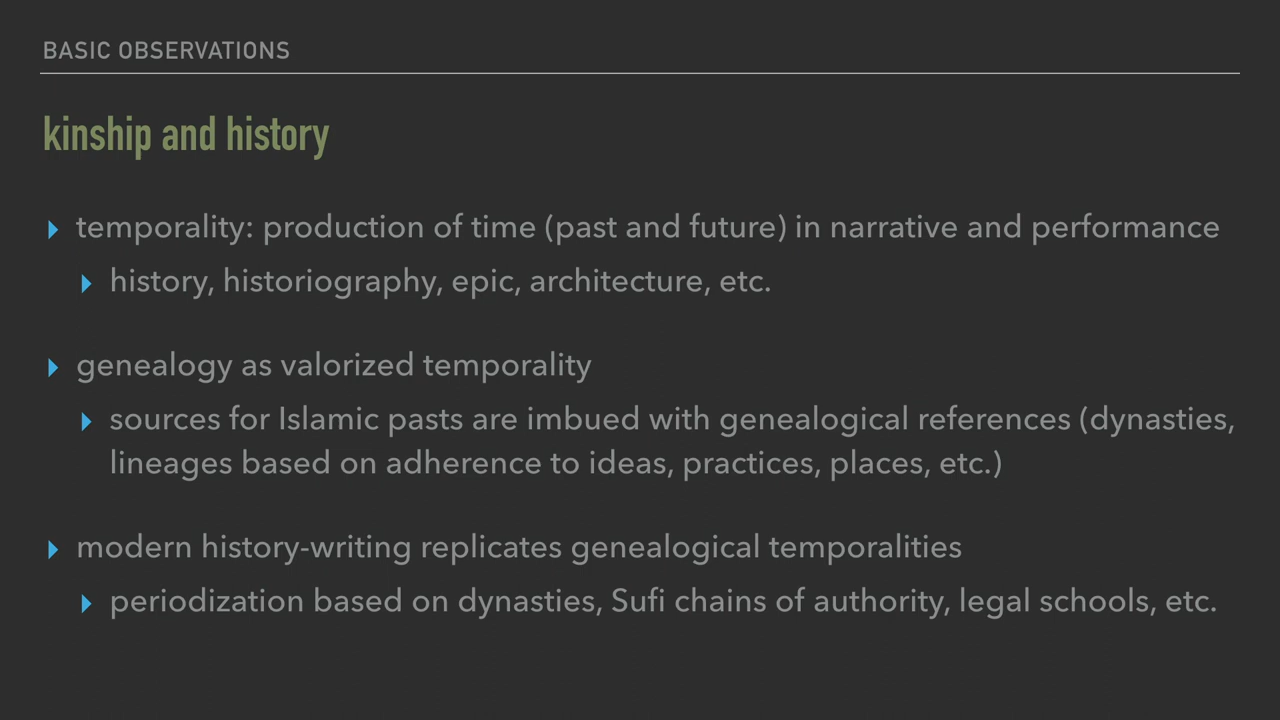 BASIC OBSERVATIONS
kinship and history
temporality: production of time (past and future) in narrative and performance
history, historiography, epic, architecture, etc.
genealogy as valorized temporality
sources for Islamic pasts are imbued with genealogical references (dynasties,
lineages based on adherence to ideas, practices, places, etc.)
modern history-writing replicates genealogical temporalities
periodization based on dynasties, Sufi chains of authority, legal schools, etc.